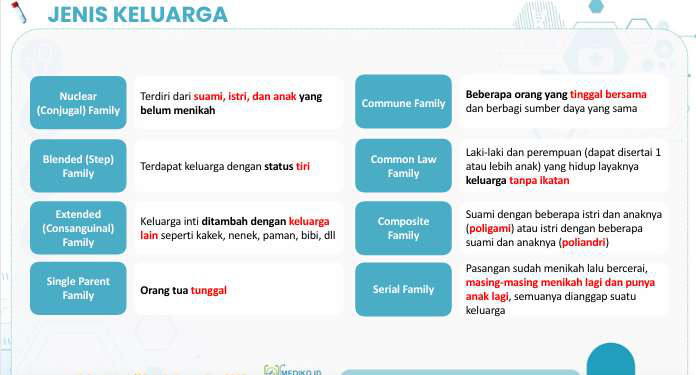 JENIS KELUARGA
Nuclear
(Conjugal) Family
Terdiri dari suami, istri, dan anak yang
belum menikah
Blended (Step)
Family
Terdapat keluarga dengan status tiri
Extended
(Consanguinal)
Family
Keluarga inti ditambah dengan keluarga
lain seperti kakek, nenek, paman, bibi, dll
Single Parent
Family
Orang tua tunggal
Commune Family
Beberapa orang yang tinggal bersama
dan berbagi sumber daya yang sama
Common Law
Family
Laki-laki dan perempuan (dapat disertai 1
atau lebih anak) yang hidup layaknya
keluarga tanpa ikatan
Composite
Family
Suami dengan beberapa istri dan anaknya
(poligami) atau istri dengan beberapa
suami dan anaknya (poliandri)
Serial Family
Pasangan sudah menikah lalu bercerai,
masing-masing menikah lagi dan punya
anak lagi, semuanya dianggap suatu
keluarga
MEDIKO.ID